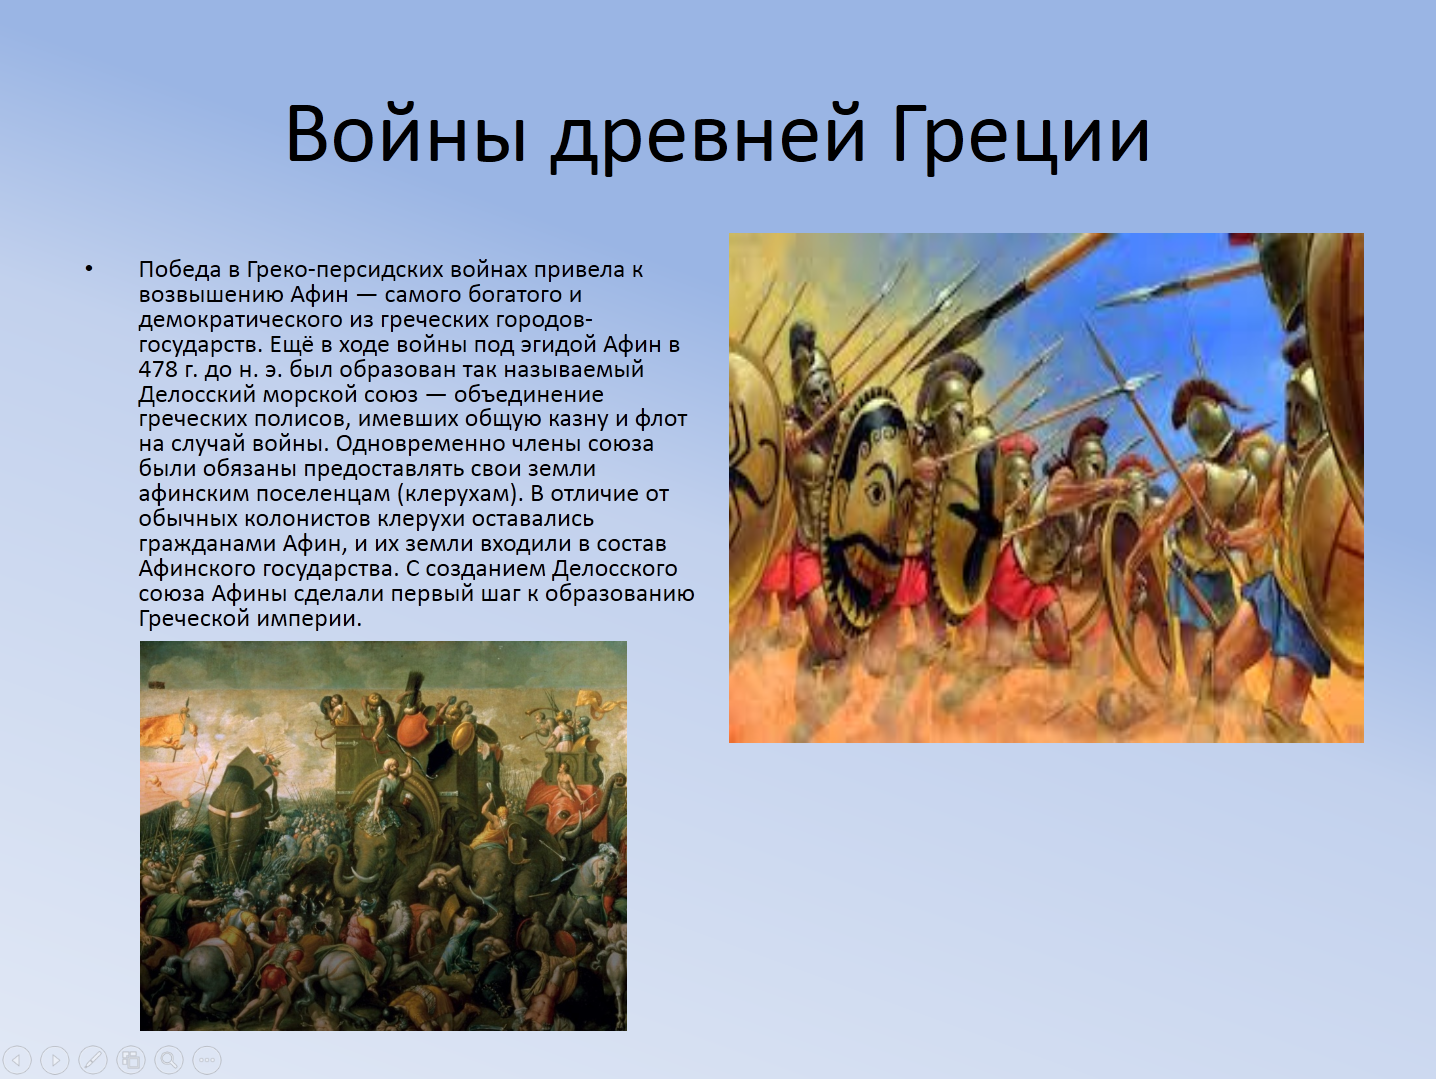 Войны древней Греции
• Победа в Греко-персидских войнах привела к
возвышению Афин — самого богатого и
демократического из греческих городов-
государств. Ещё в ходе войны под эгидой Афин в
478 г. до н. э. был образован так называемый
Делосский морской союз — объединение
греческих полисов, имевших общую казну и флот
на случай войны. Одновременно члены союза
были обязаны предоставлять свои земли
афинским поселенцам (клерухам). В отличие от
обычных колонистов клерухи оставались
гражданами Афин, и их земли входили в состав
Афинского государства. С созданием Делосского
союза Афины сделали первый шаг к образованию
Греческой империи.